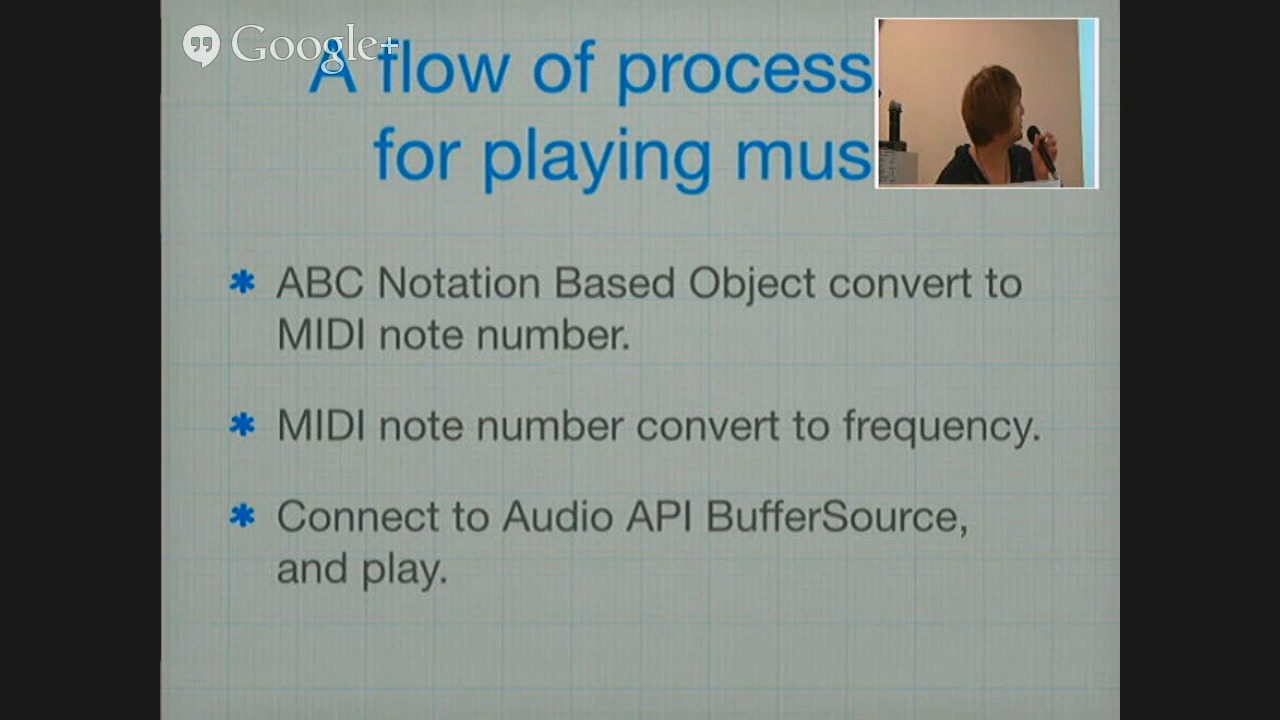 Google+
A flow of process
for playing mus
* ABC Notation Based Object convert to
MIDI note number.
* MIDI note number convert to frequency.
* Connect to Audio API BufferSource,
and play.